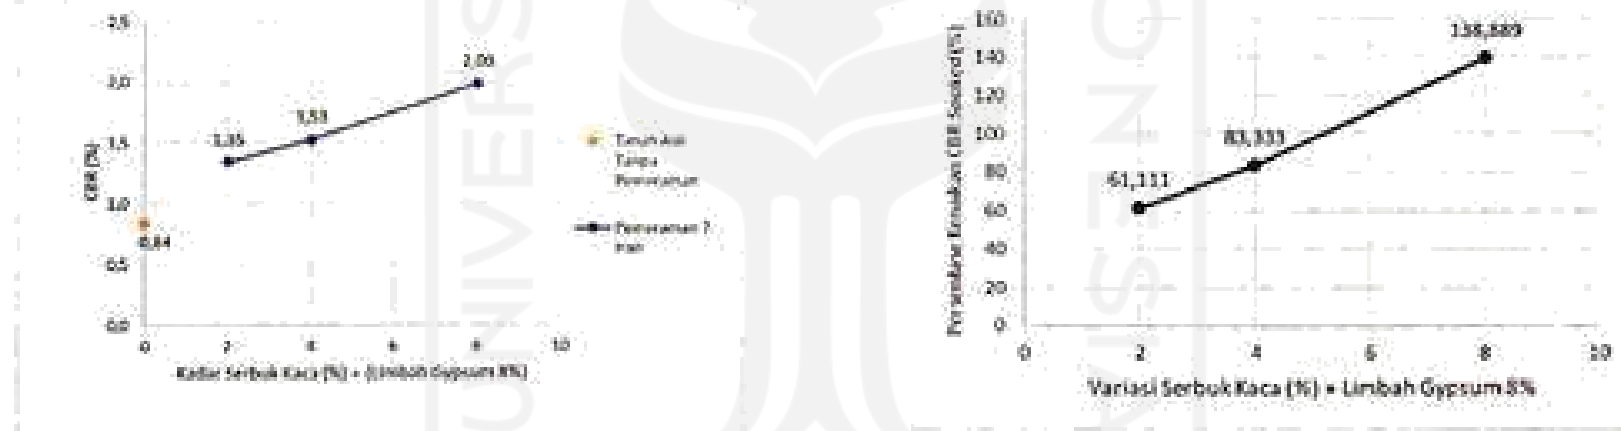 2,5
2,0
1,5
1,0
0,5
0,0
CBR (%)
2,00
1,53
1,35
0,84
0 2 4 6 8 10
Kadar Serbuk Kaca (%) + (Limbah Gypsum 8%)
Tanah Asli
Tanpa
Pemeraman
Pemeraman 7
Hari
160
140
120
100
80
60
40
20
0
CBR
138,889
83,333
61,111
0 2 4 6 8 10
Variasi Serbuk Kaca (%) + Limbah Gypsum 8%
UNIVERS